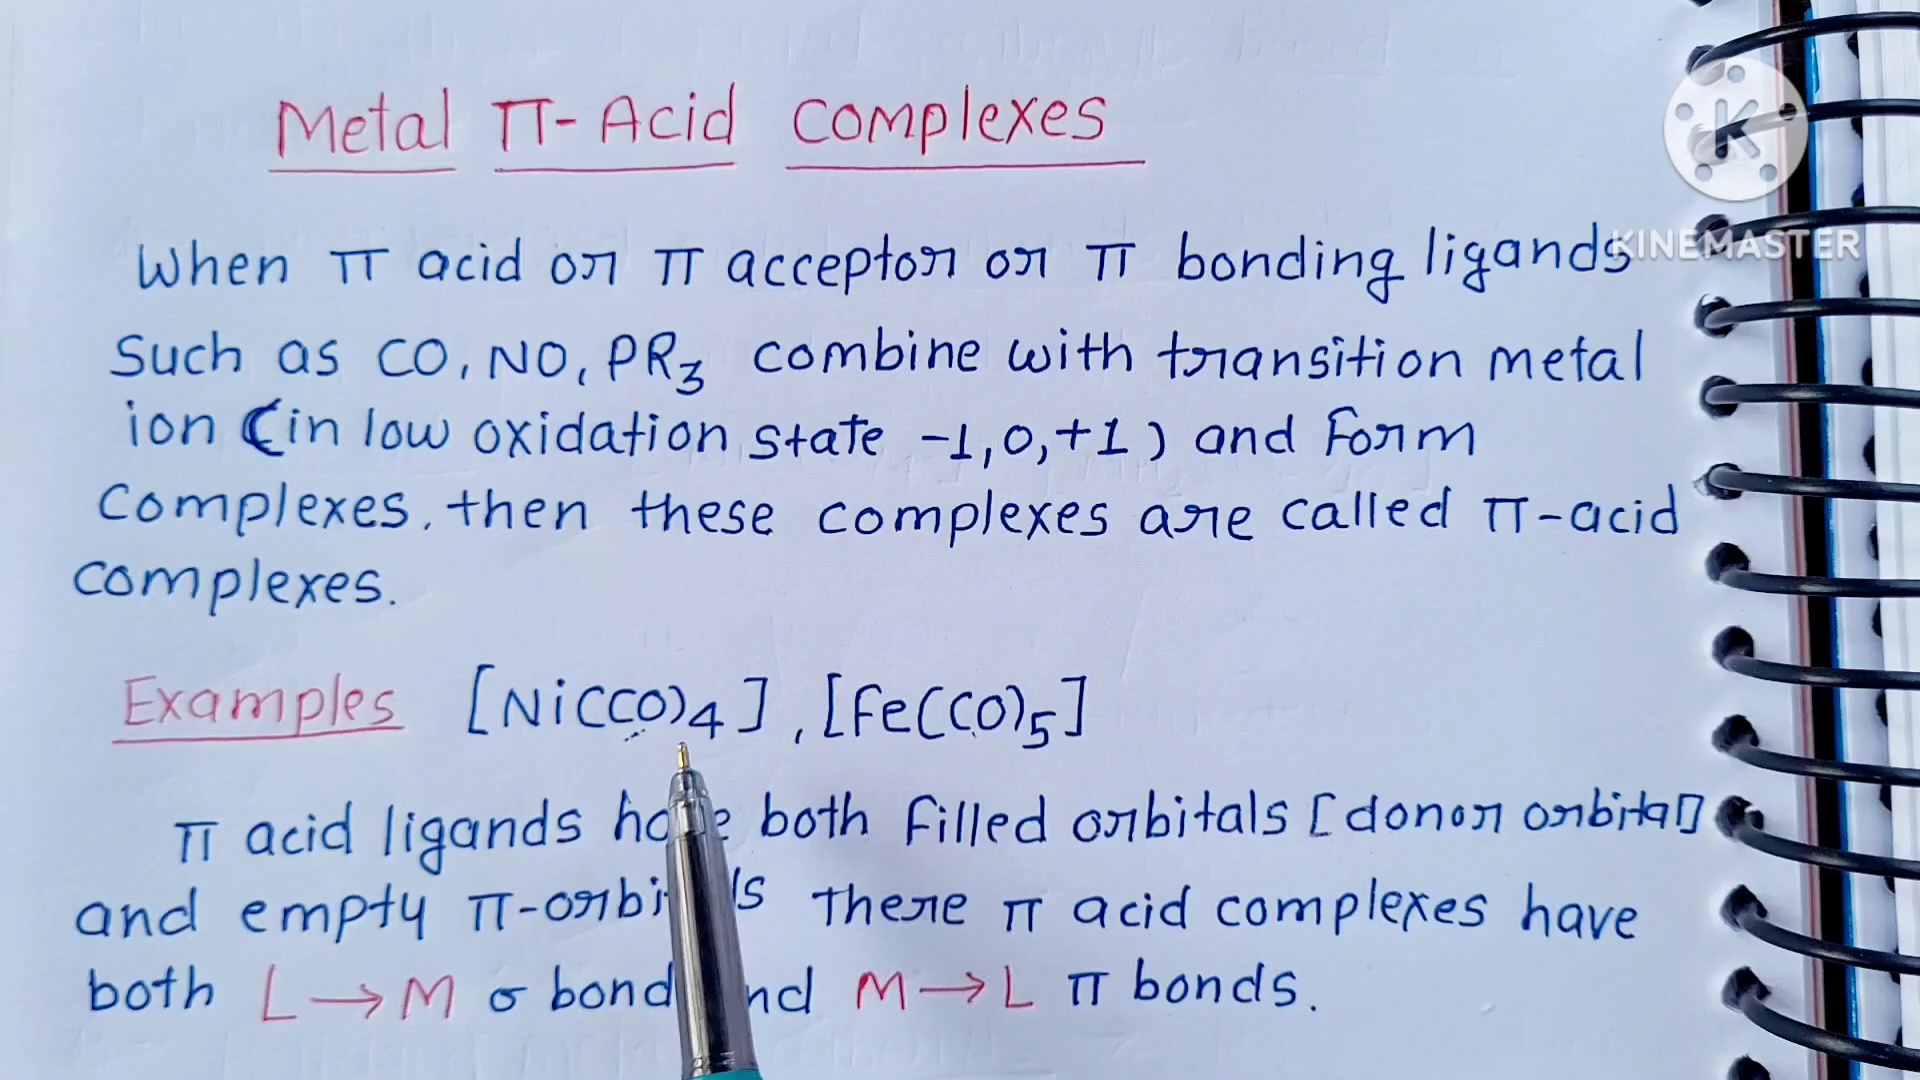 Metal π-Acid Complexes
K
KINEMASTER
When π acid or π acceptor or π bonding ligands
Such as CO, NO, PR₃ combine with transition metal
ion (in low oxidation state -1, 0, +1) and Form
Complexes, then these complexes are called π-acid
complexes.
Examples [Ni(CO)₄], [Fe(CO)₅]
π acid ligands both filled orbitals [donor orbital]
and empty π-orbitals There π acid complexes have
both L→M σ bond M→L π bonds.